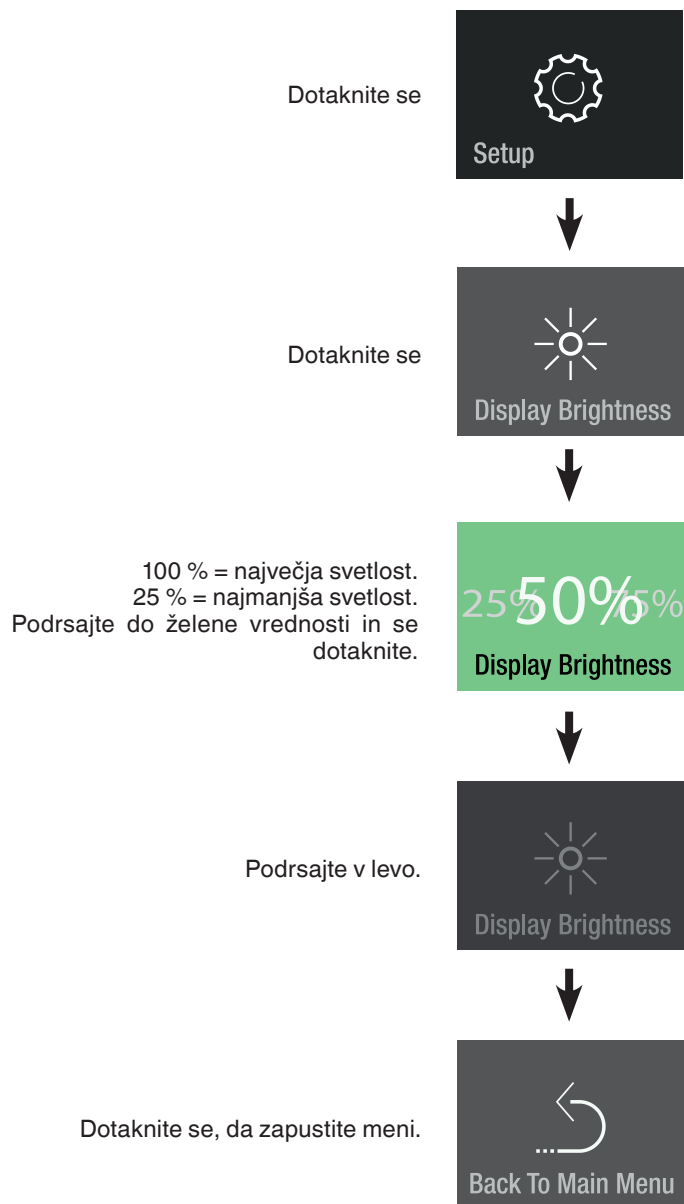 Dotaknite se
Setup
Dotaknite se
Display Brightness
100 % = največja svetlost.
25 % = najmanjša svetlost.
Podrsajte do želene vrednosti in se
dotaknite.
25% 50% 75%
Display Brightness
Podrsajte v levo.
Display Brightness
Dotaknite se, da zapustite meni.
Back To Main Menu